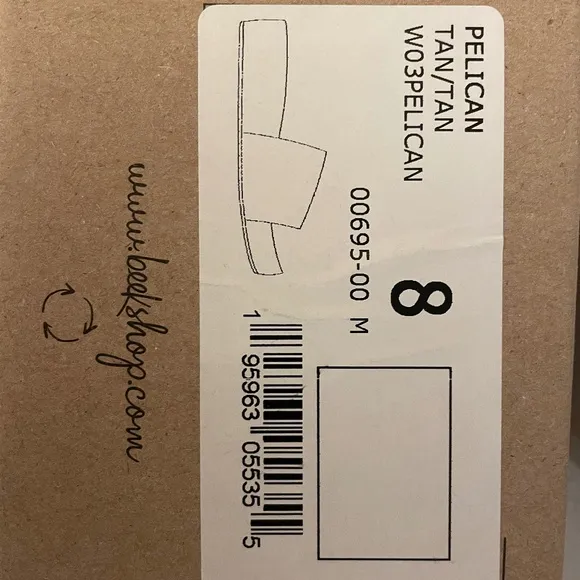 PELICAN
TAN/TAN
W03PELICAN
8
00695-00 M
1 95963 05535 5
www.beekshop.com